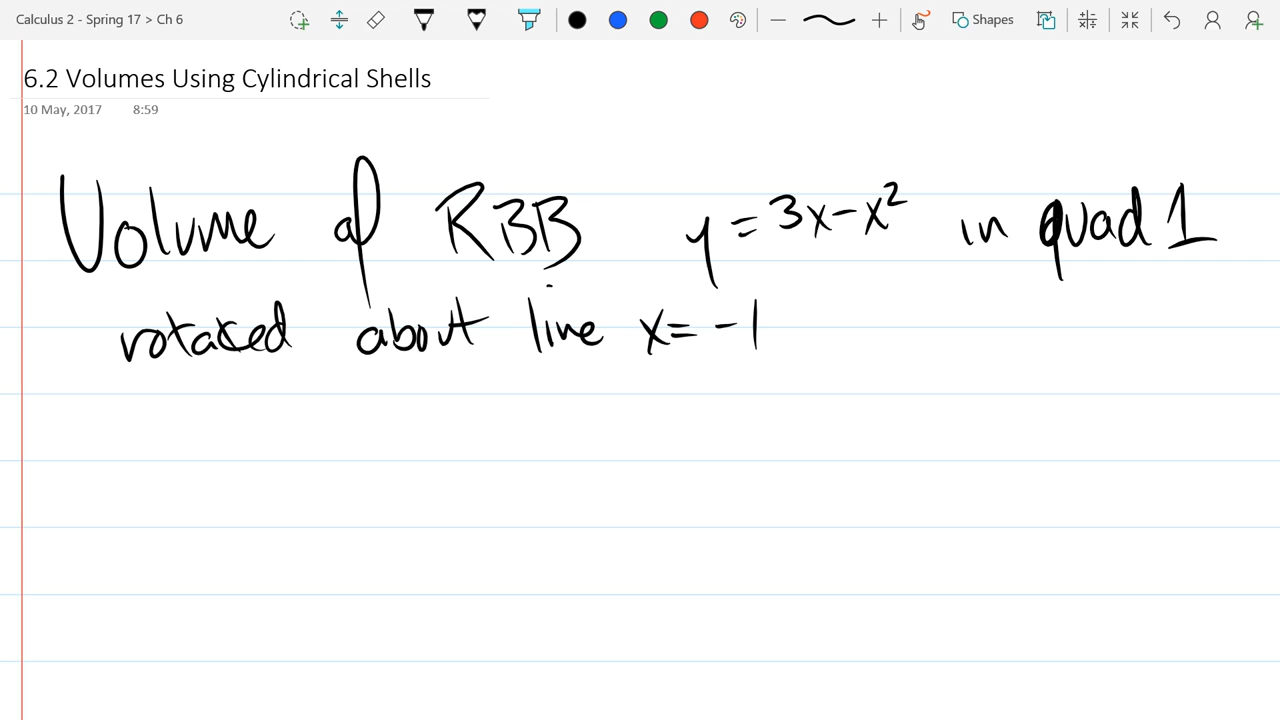 Calculus 2 - Spring 17 > Ch 6 Shapes
6.2 Volumes Using Cylindrical Shells
10 May, 2017 8:59
Volume of RBB y = 3x-x² in quad 1
rotated about line x = -1